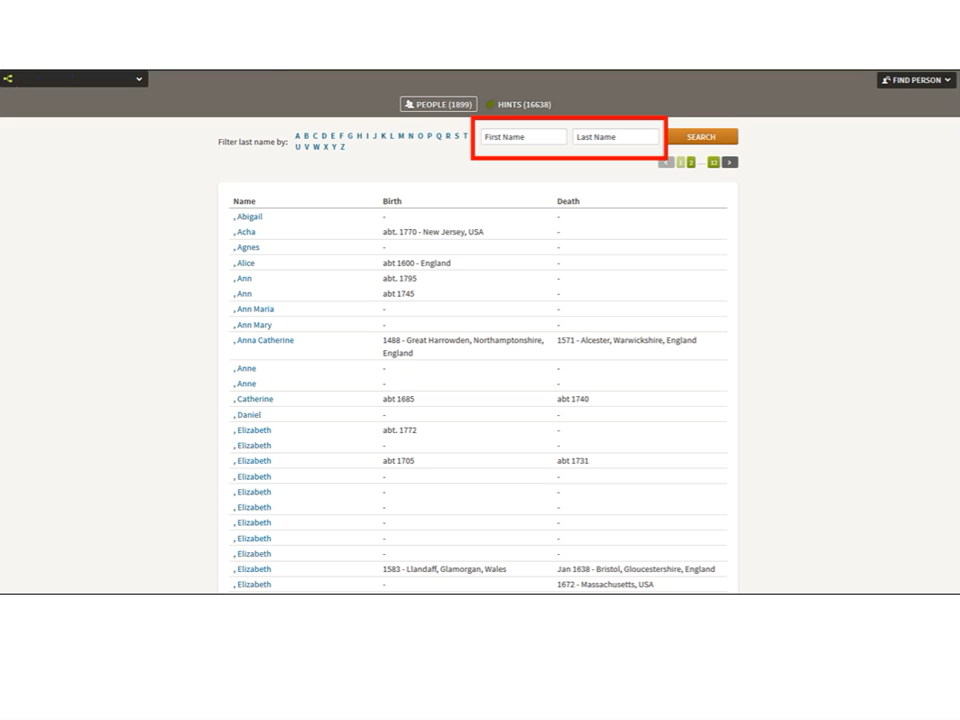 FIND PERSON
PEOPLE (1899) HINTS (16638)
Filter last name by: A B C D E F G H I J K L M N O P Q R S T
U V W X Y Z
First Name Last Name SEARCH
< 1 2 ... 12 >
Name Birth Death
, Abigail - -
, Acha abt. 1770 - New Jersey, USA -
, Agnes - -
, Alice abt 1600 - England -
, Ann abt. 1795 -
, Ann abt 1745 -
, Ann Maria - -
, Ann Mary - -
, Anna Catherine 1488 - Great Harrowden, Northamptonshire, 1571 - Alcester, Warwickshire, England
England
, Anne - -
, Anne - -
, Catherine abt 1685 abt 1740
, Daniel - -
, Elizabeth abt. 1772 -
, Elizabeth - -
, Elizabeth abt 1705 abt 1731
, Elizabeth - -
, Elizabeth - -
, Elizabeth - -
, Elizabeth - -
, Elizabeth - -
, Elizabeth - -
, Elizabeth 1583 - Llandaff, Glamorgan, Wales Jan 1638 - Bristol, Gloucestershire, England
, Elizabeth - 1672 - Massachusetts, USA